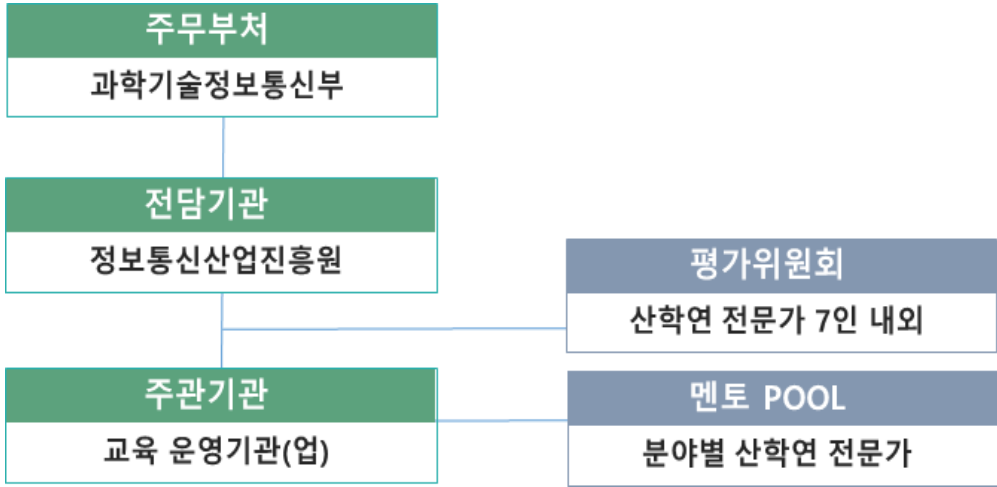 주무부처
과학기술정보통신부
전담기관
정보통신산업진흥원
평가위원회
산학연 전문가 7인 내외
주관기관
교육 운영기관(업)
멘토 POOL
분야별 산학연 전문가